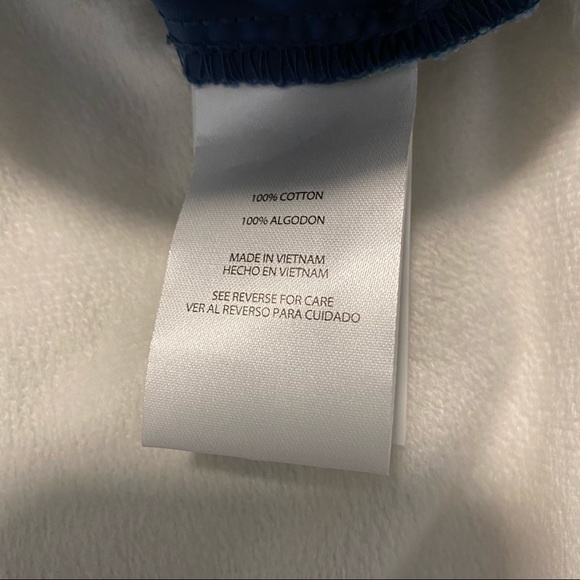 100% COTTON
100% ALGODON
MADE IN VIETNAM
HECHO EN VIETNAM
SEE REVERSE FOR CARE
VER AL REVERSO PARA CUIDADO